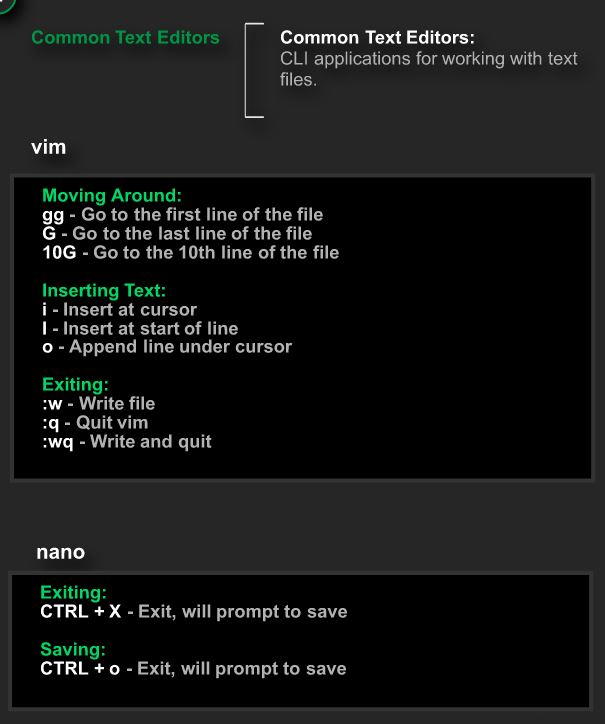 Common Text Editors
Common Text Editors:
CLI applications for working with text
files.
vim
Moving Around:
gg - Go to the first line of the file
G - Go to the last line of the file
10G - Go to the 10th line of the file
Inserting Text:
i - Insert at cursor
I - Insert at start of line
o - Append line under cursor
Exiting:
:w - Write file
:q - Quit vim
:wq - Write and quit
nano
Exiting:
CTRL + X - Exit, will prompt to save
Saving:
CTRL + o - Exit, will prompt to save